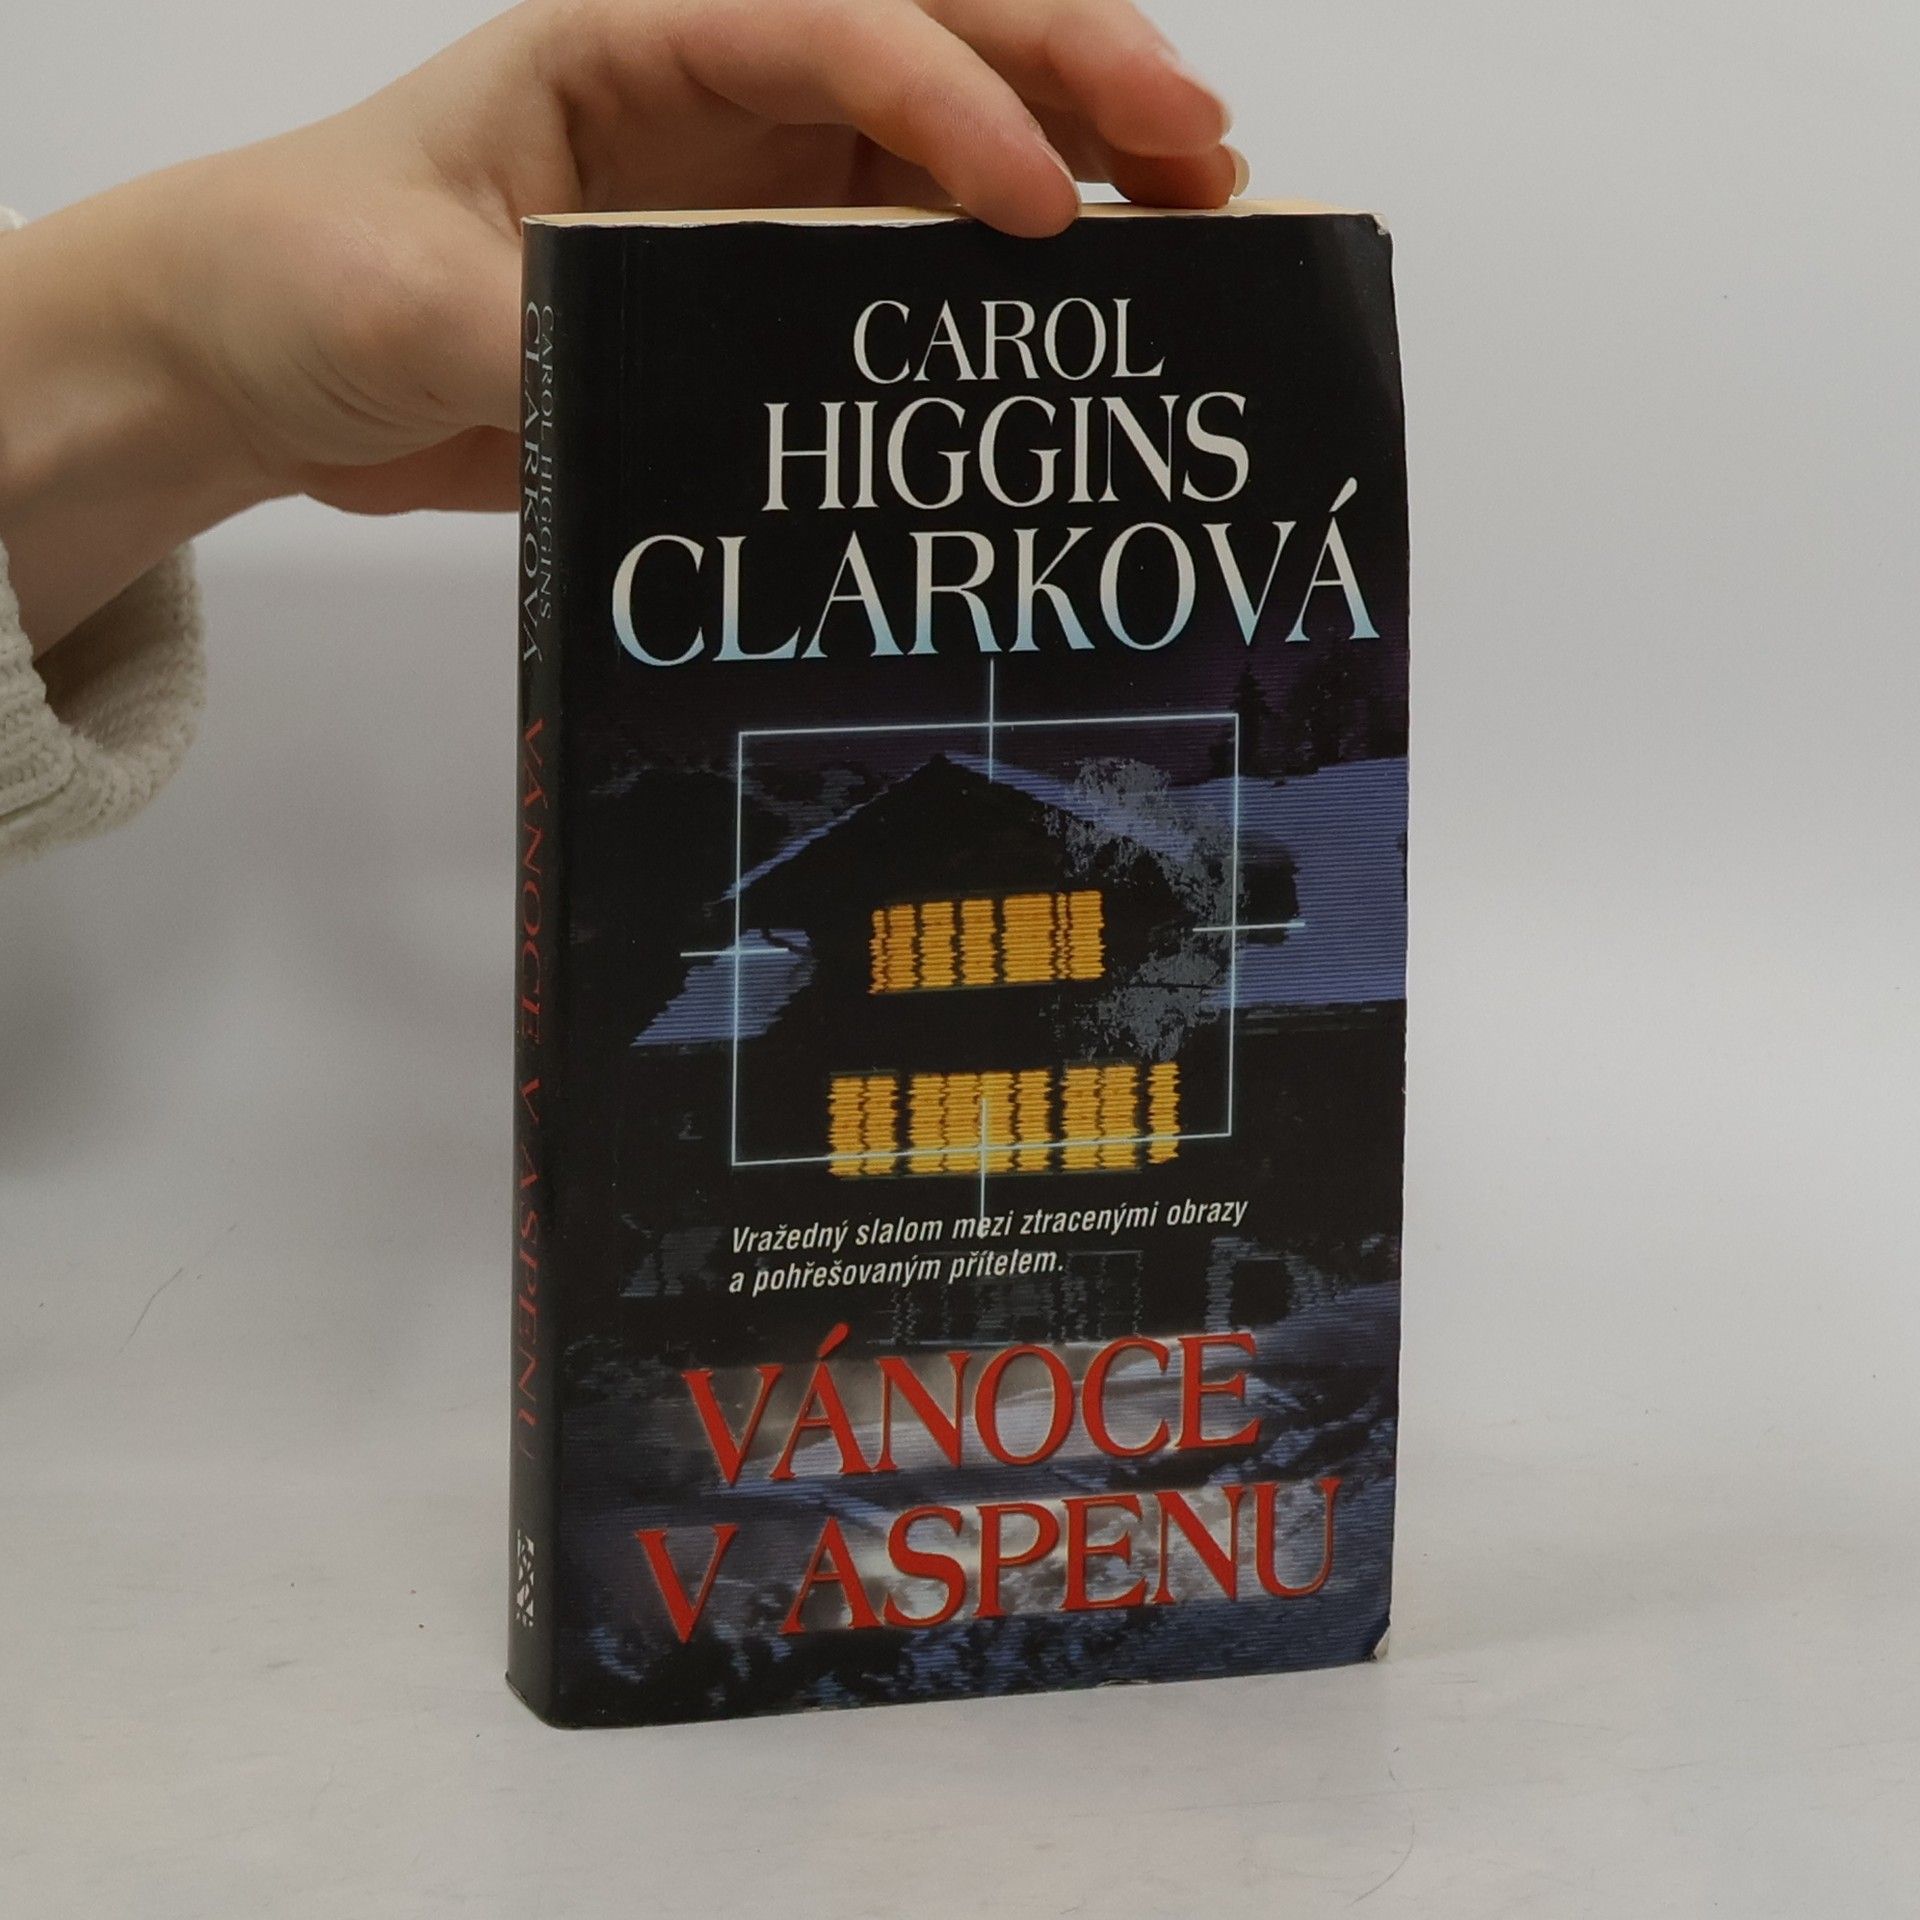 CAROL
HIGGINS
CLARKOVÁ
Vražedný slalom mezi ztracenými obrazy
a pohřešovaným přítelem.
VÁNOCE
V ASPENU
CAROL HIGGINS
CLARKOVÁ
VÁNOCE V ASPENU